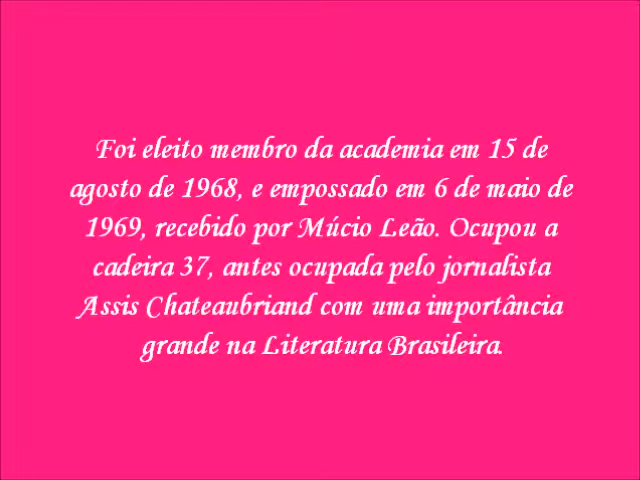 Foi eleito membro da academia em 15 de
agosto de 1968, e empossado em 6 de maio de
1969, recebido por Múcio Leão. Ocupou a
cadeira 37, antes ocupada pelo jornalista
Assis Chateaubriand com uma importância
grande na Literatura Brasileira.